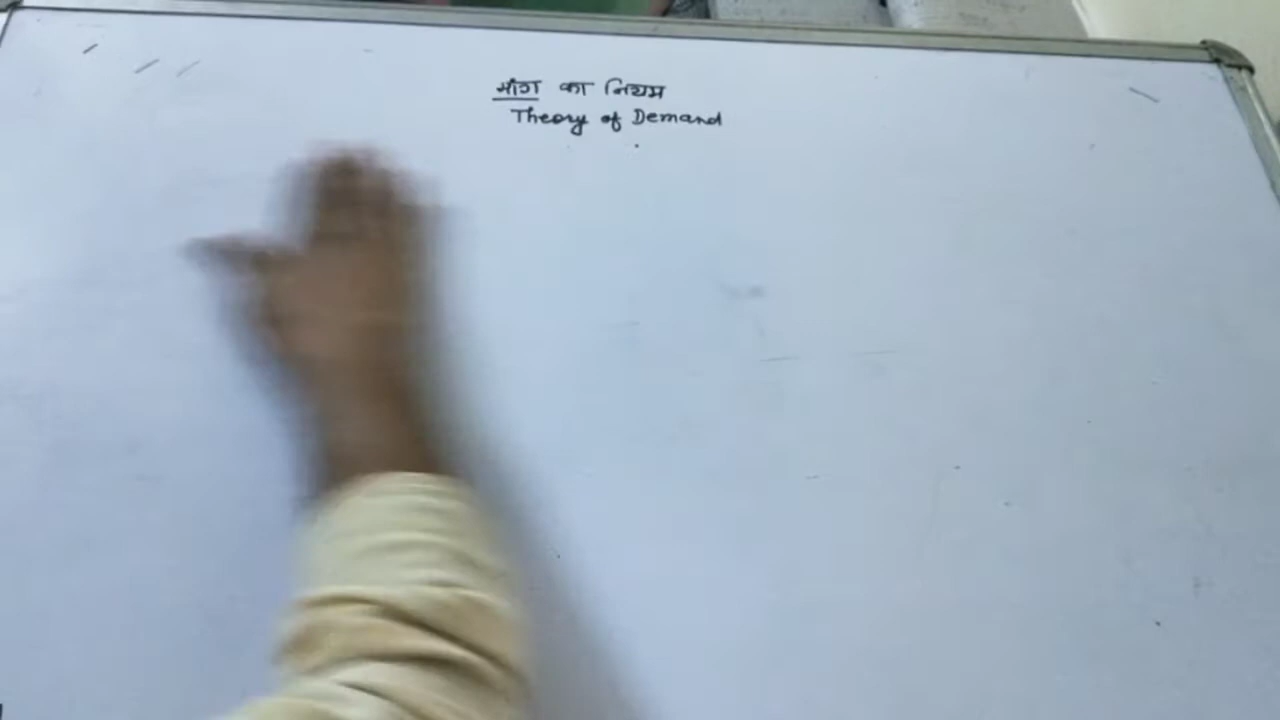 मांग का नियम
Theory of Demand